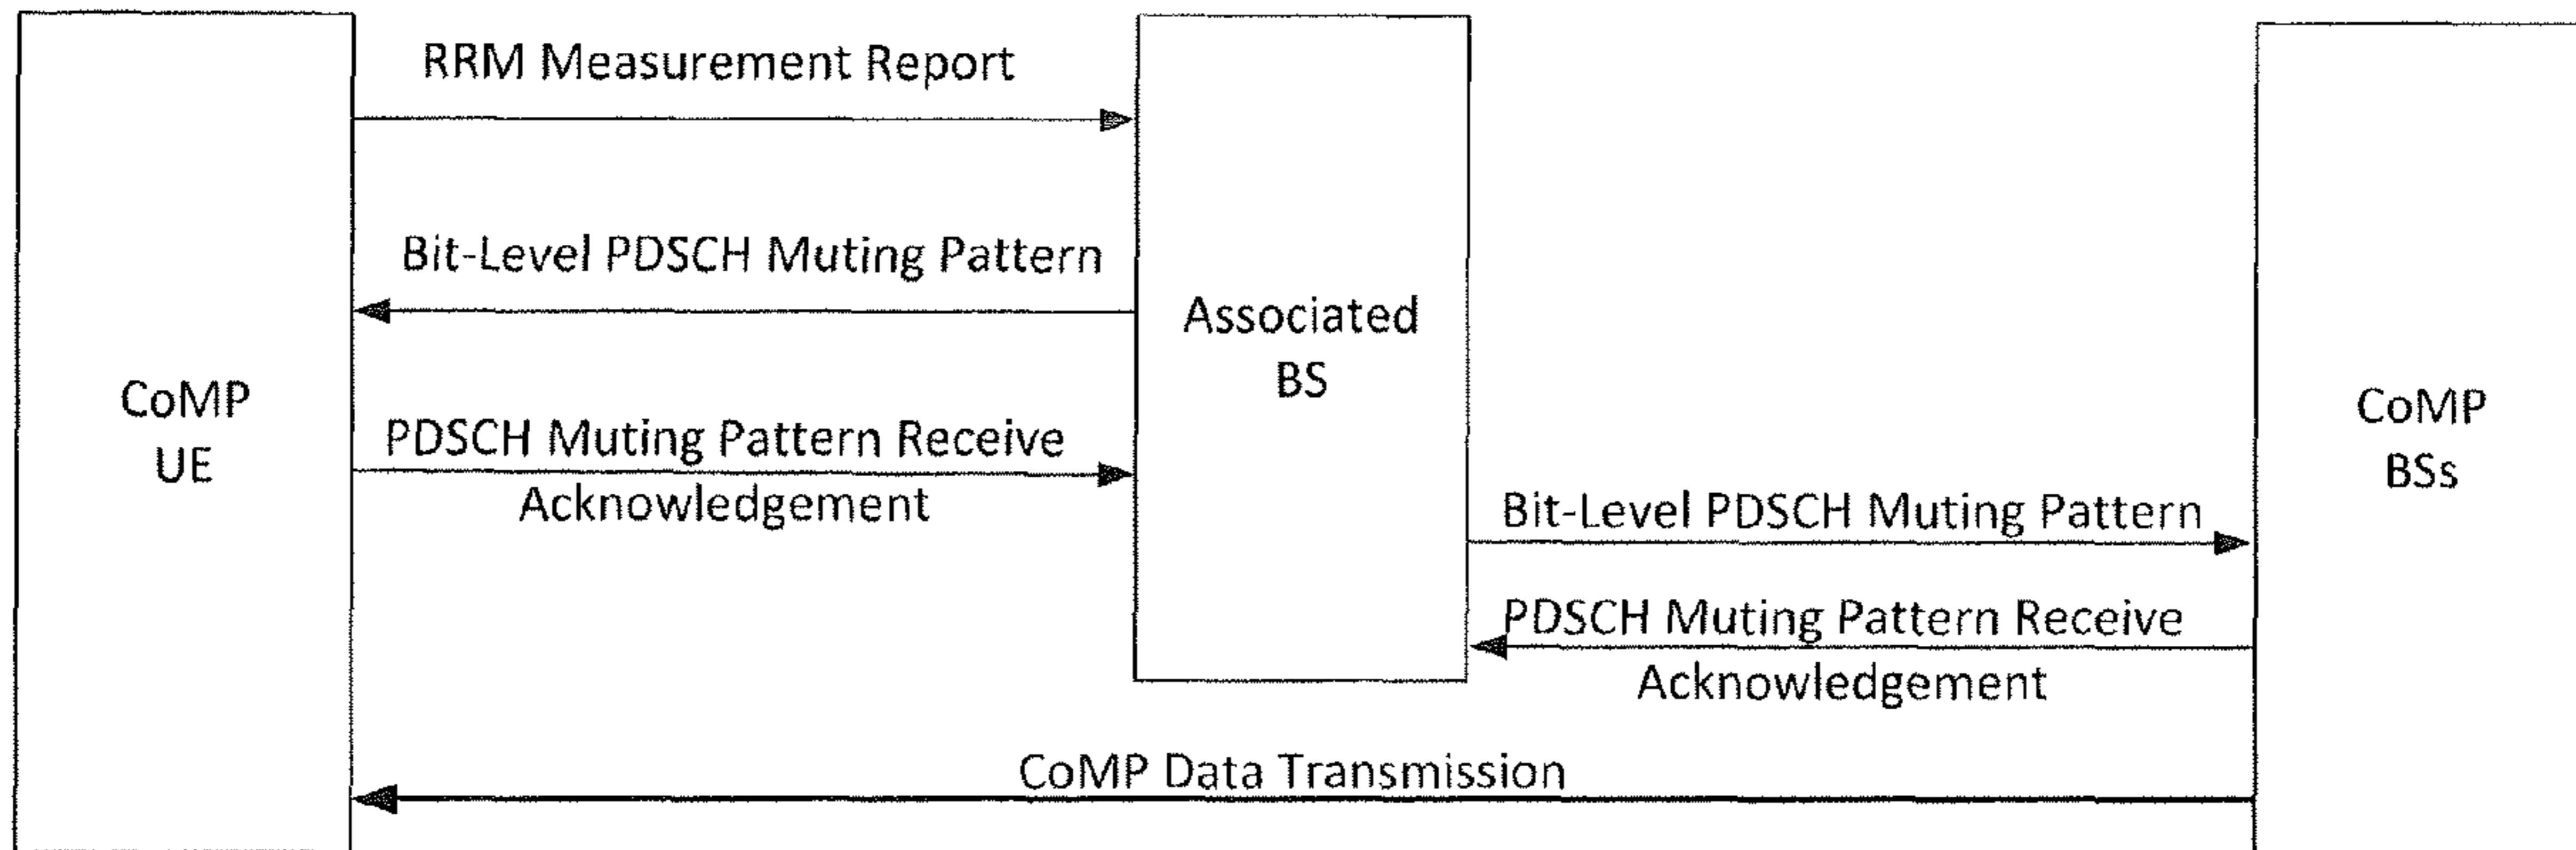 RRM Measurement Report
Bit-Level PDSCH Muting Pattern
Associated
BS
CoMP
UE
PDSCH Muting Pattern Receive
Acknowledgement
CoMP
BSs
Bit-Level PDSCH Muting Pattern
PDSCH Muting Pattern Receive
Acknowledgement
CoMP Data Transmission